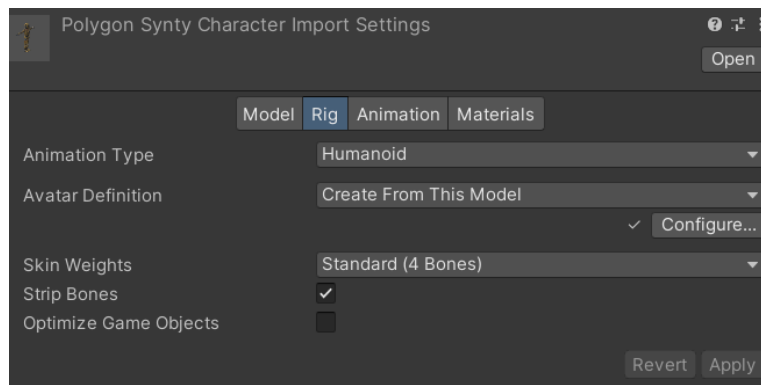 Polygon Synty Character Import Settings
Open
Model Rig Animation Materials
Animation Type Humanoid
Avatar Definition Create From This Model
Configure...
Skin Weights Standard (4 Bones)
Strip Bones
Optimize Game Objects
Revert Apply